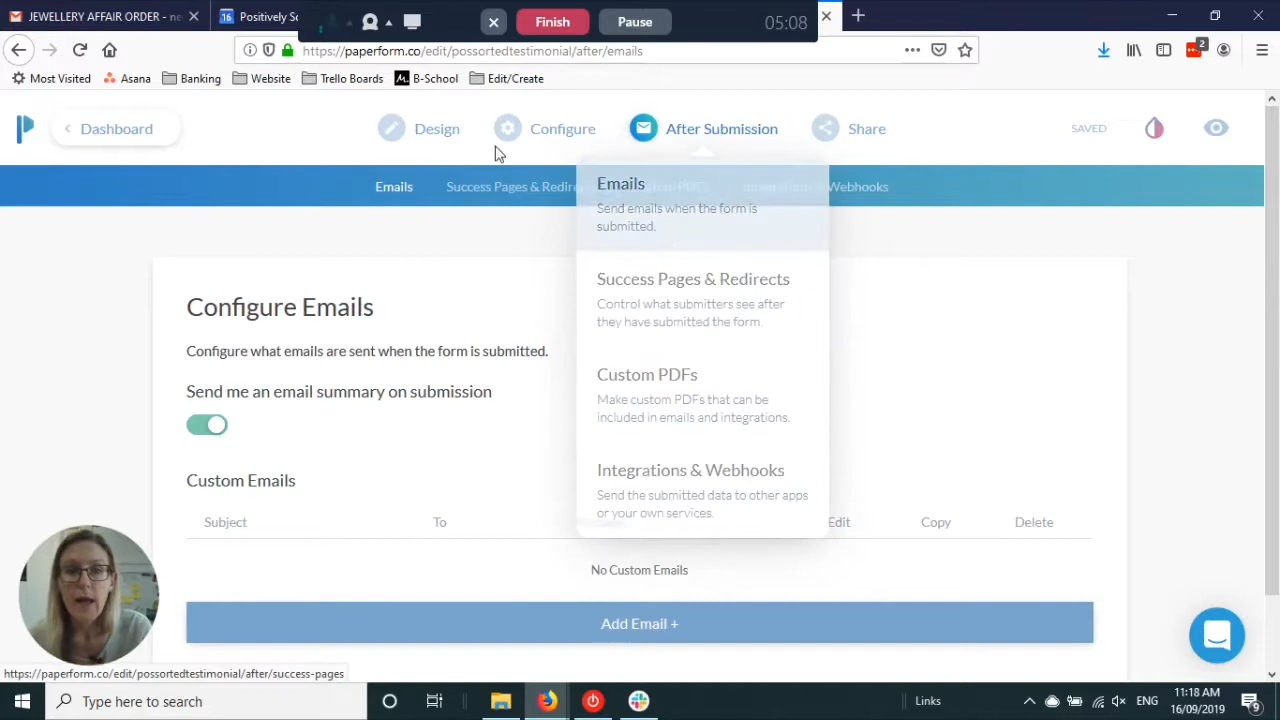 JEWELLERY AFFAIR ORDER - ne
16 Positively So
Finish
Pause
05:08
https://paperform.co/edit/possortedtestimonial/after/emails
2
Most Visited
Asana
Banking
Website
Trello Boards
M. B-School
Edit/Create
Dashboard
Design
Configure
After Submission
Share
SAVED
Emails
Success Pages & Redire
Webhooks
Emails
Send emails when the form is
submitted.
Success Pages & Redirects
Control what submitters see after
they have submitted the form.
Custom PDFs
Make custom PDFs that can be
included in emails and integrations.
Integrations & Webhooks
Send the submitted data to other apps
or your own services.
Configure Emails
Configure what emails are sent when the form is submitted.
Send me an email summary on submission
Custom Emails
Subject
To
Edit
Copy
Delete
No Custom Emails
Add Email +
https://paperform.co/edit/possortedtestimonial/after/success-pages
Type here to search
Links
ENG
11:18 AM
16/09/2019
9